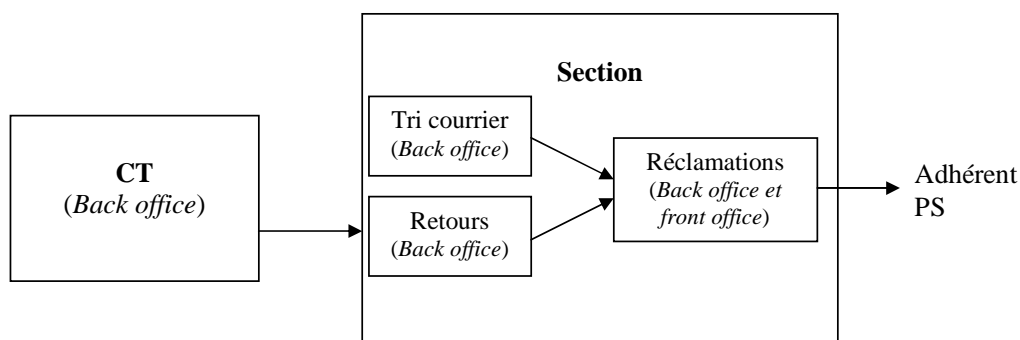 CT
(Back office)
Section
Tri courrier
(Back office)
Retours
(Back office)
Réclamations
(Back office et
front office)
Adhérent
PS